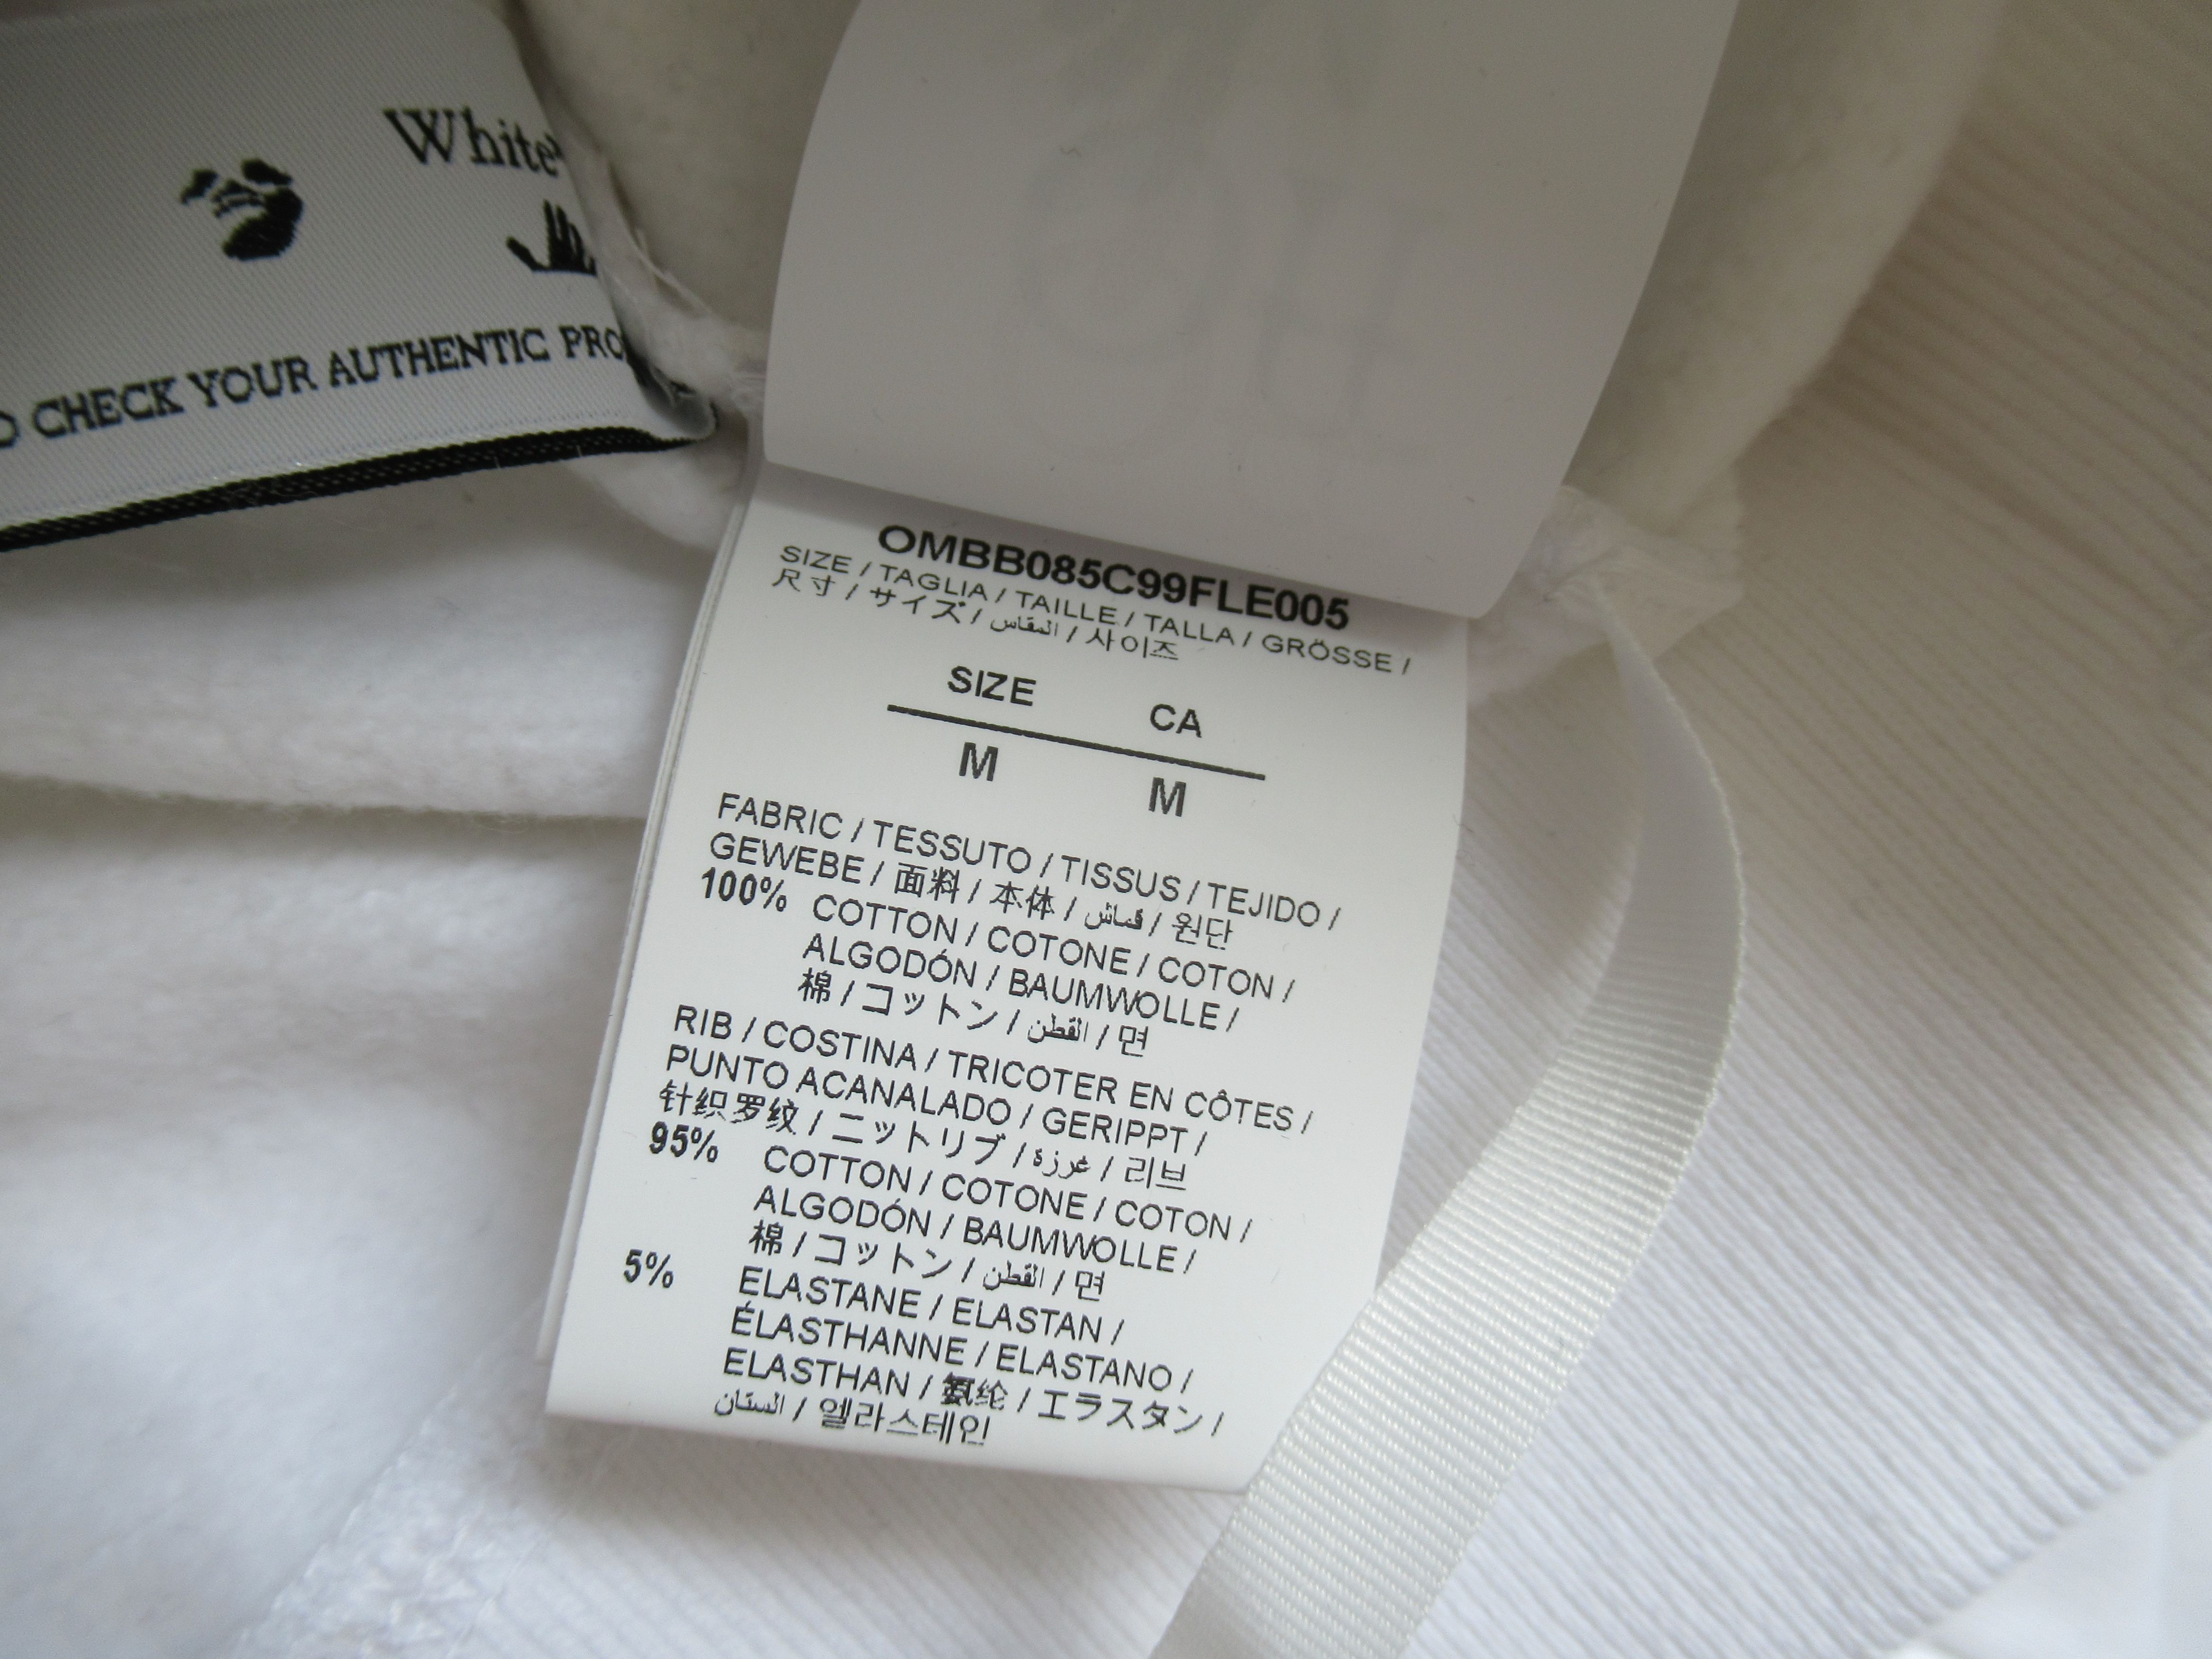 White
CHECK YOUR AUTHENTIC PRO
OMBB085C99FLE005
SIZE / TAGLIA / TAILLE / TALLA / GRÖSSE /
尺寸 / サイズ / المقاس / 사이즈
SIZE CA
M M
FABRIC / TESSUTO / TISSUS / TEJIDO /
GEWEBE / 面料 / 本体 / قماش / 원단
100% COTTON / COTONE / COTON /
ALGODÓN / BAUMWOLLE /
棉 / コットン / القطن / 면
RIB / COSTINA / TRICOTER EN CÔTES /
PUNTO ACANALADO / GERIPPT /
针织罗纹 / ニットリブ / غرزة / 리브
95% COTTON / COTONE / COTON /
ALGODÓN / BAUMWOLLE /
棉 / コットン / القطن / 면
5% ELASTANE / ELASTAN /
ÉLASTHANNE / ELASTANO /
ELASTHAN / 氨纶 / エラスタン /
السنان / 엘라스테인